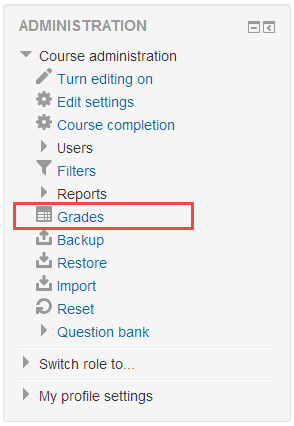 ADMINISTRATION
Course administration
Turn editing on
Edit settings
Course completion
Users
Filters
Reports
Grades
Backup
Restore
Import
Reset
Question bank
Switch role to...
My profile settings